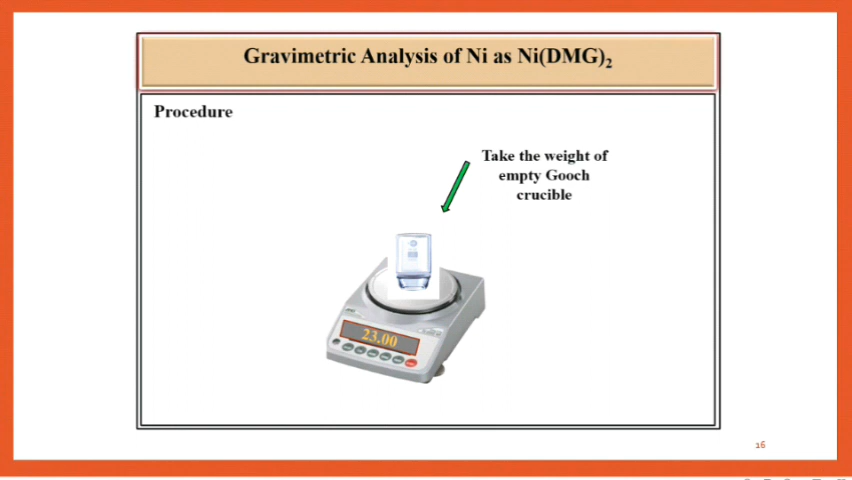 Gravimetric Analysis of Ni as Ni(DMG)₂
Procedure
Take the weight of
empty Gooch
crucible
23.00
16